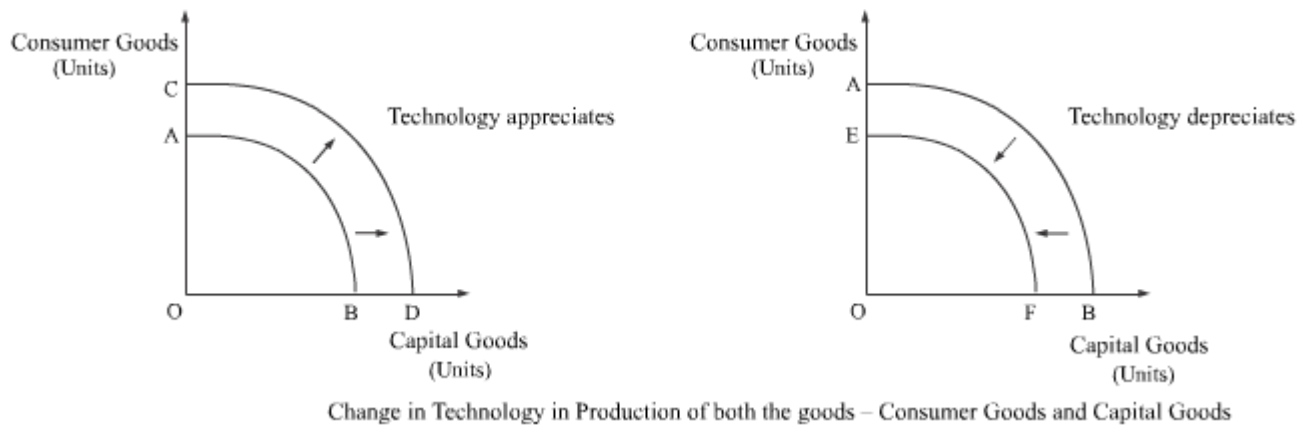 Consumer Goods
(Units)
C
A
Technology appreciates
O
B
D
Capital Goods
(Units)
Consumer Goods
(Units)
A
E
Technology depreciates
O
F
B
Capital Goods
(Units)
Change in Technology in Production of both the goods – Consumer Goods and Capital Goods